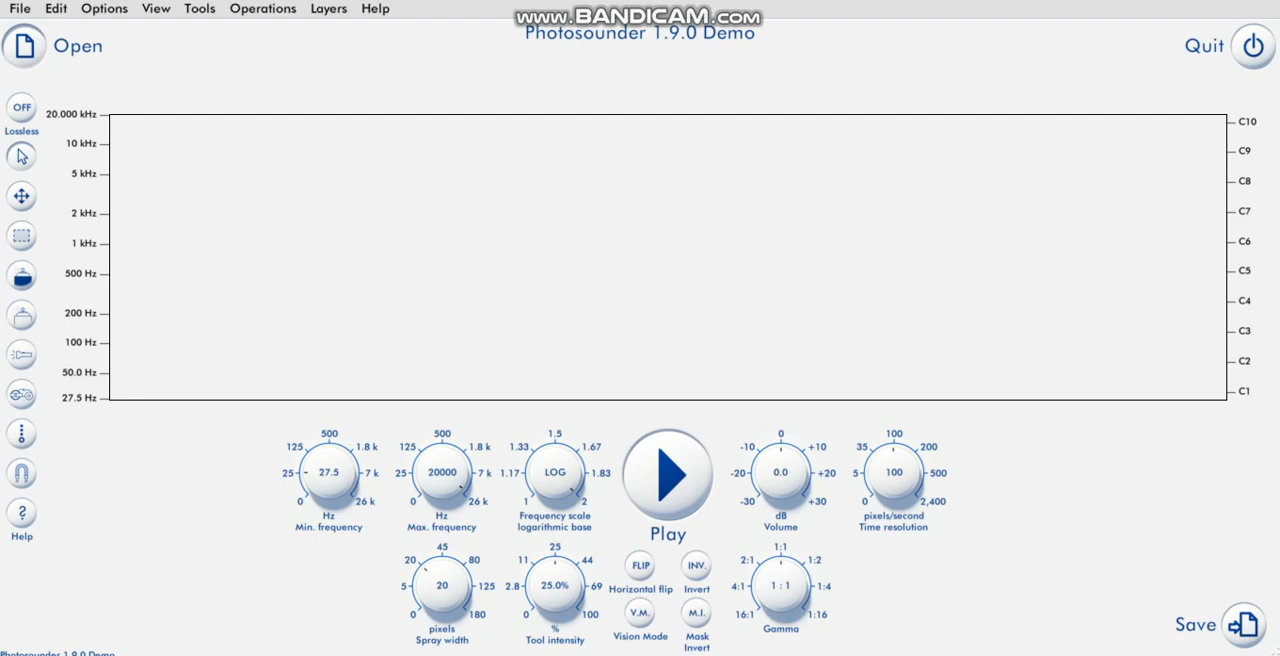 File Edit Options View Tools Operations Layers Help
www.BANDICAM.com
Photosounder 1.9.0 Demo
Open
Quit
OFF
Lossless
20.000 kHz
10 kHz
5 kHz
2 kHz
1 kHz
500 Hz
200 Hz
100 Hz
50.0 Hz
27.5 Hz
C10
C9
C8
C7
C6
C5
C4
C3
C2
C1
?
Help
500
125 1.8 k
25 27.5 7 k
0 26 k
Hz
Min. frequency
500
125 1.8 k
25 20000 7 k
0 26 k
Hz
Max. frequency
1.5
1.33 1.67
1.17 LOG 1.83
1 2
Frequency scale
logarithmic base
Play
0
-10 +10
-20 0.0 +20
-30 +30
dB
Volume
100
35 200
5 100 500
0 2,400
pixels/second
Time resolution
45
20 80
5 20 125
0 180
pixels
Spray width
25
11 44
2.8 25.0% 69
0 100
%
Tool intensity
FLIP
Horizontal flip
INV.
Invert
V.M.
Vision Mode
M.I.
Mask
Invert
1:1
2:1 1:2
4:1 1 : 1 1:4
16:1 1:16
Gamma
Save
Photosounder 1.9.0 Demo